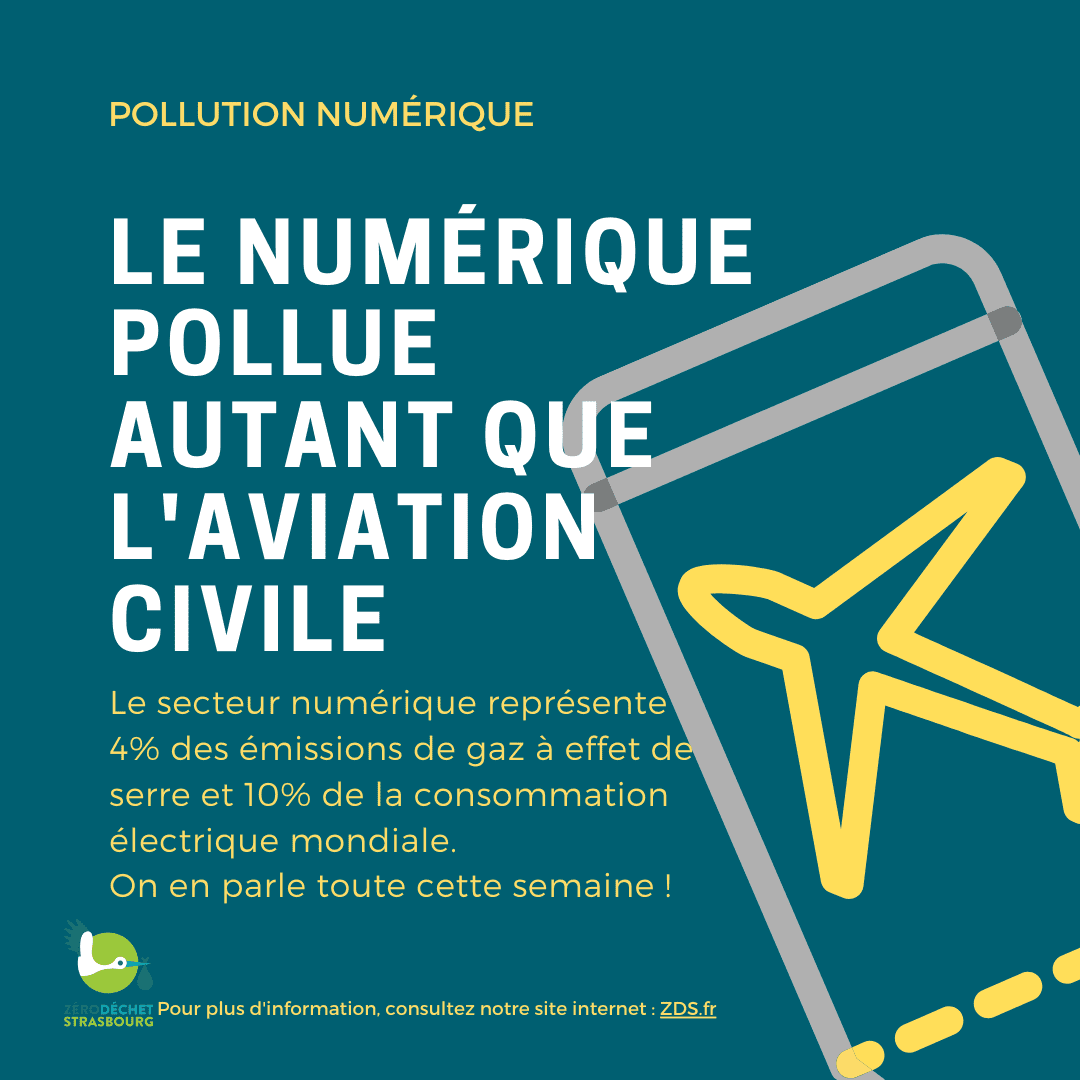 POLLUTION NUMÉRIQUE
LE NUMÉRIQUE
POLLUE
AUTANT QUE
L'AVIATION
CIVILE
Le secteur numérique représente
4% des émissions de gaz à effet de
serre et 10% de la consommation
électrique mondiale.
On en parle toute cette semaine !
ZÉRODÉCHET
STRASBOURG
Pour plus d'information, consultez notre site internet : ZDS.fr